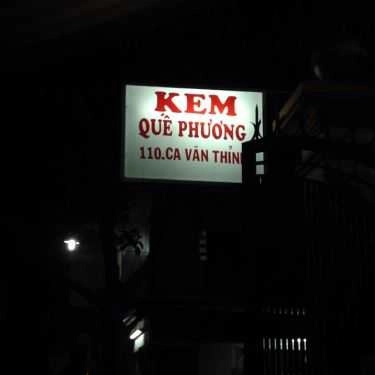 KEM
QUẾ PHƯƠNG
110.CA VĂN THỈNH